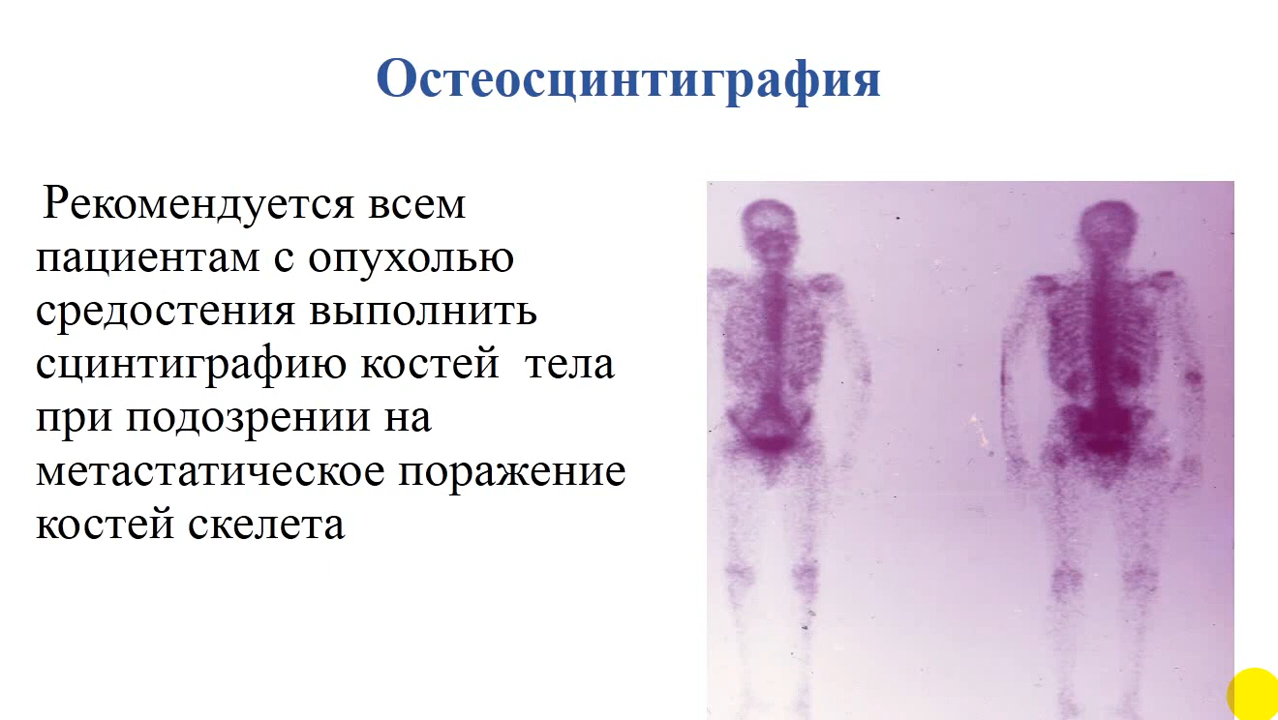 Остеосцинтиграфия
Рекомендуется всем
пациентам с опухолью
средостения выполнить
сцинтиграфию костей  тела
при подозрении на
метастатическое поражение
костей скелета